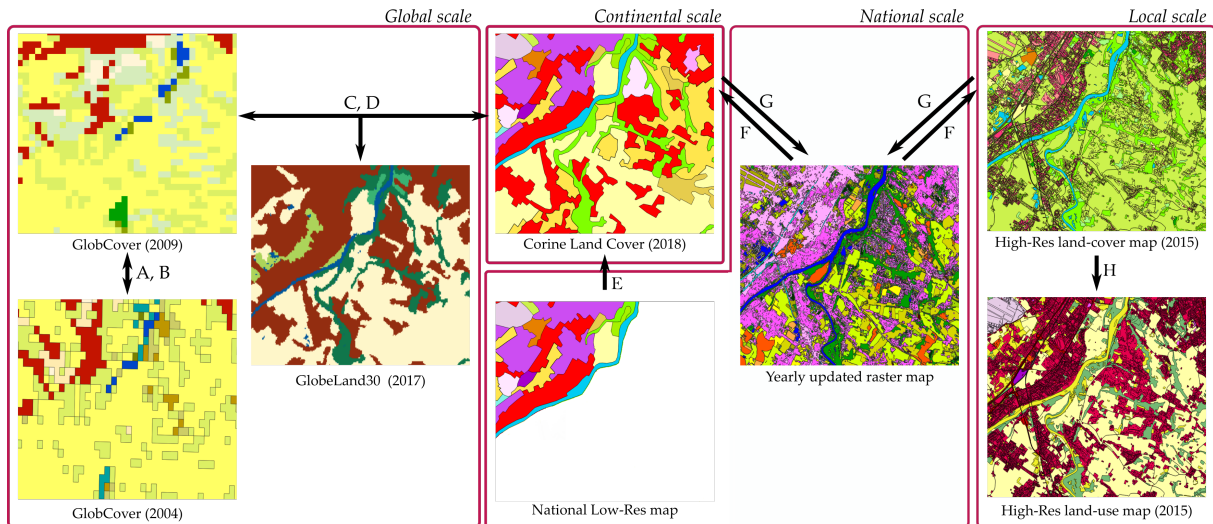 Global scale
Continental scale
National scale
Local scale
C, D
G
F
G
F
GlobCover (2009)
Corine Land Cover (2018)
High-Res land-cover map (2015)
A, B
E
H
GlobeLand30 (2017)
Yearly updated raster map
GlobCover (2004)
National Low-Res map
High-Res land-use map (2015)